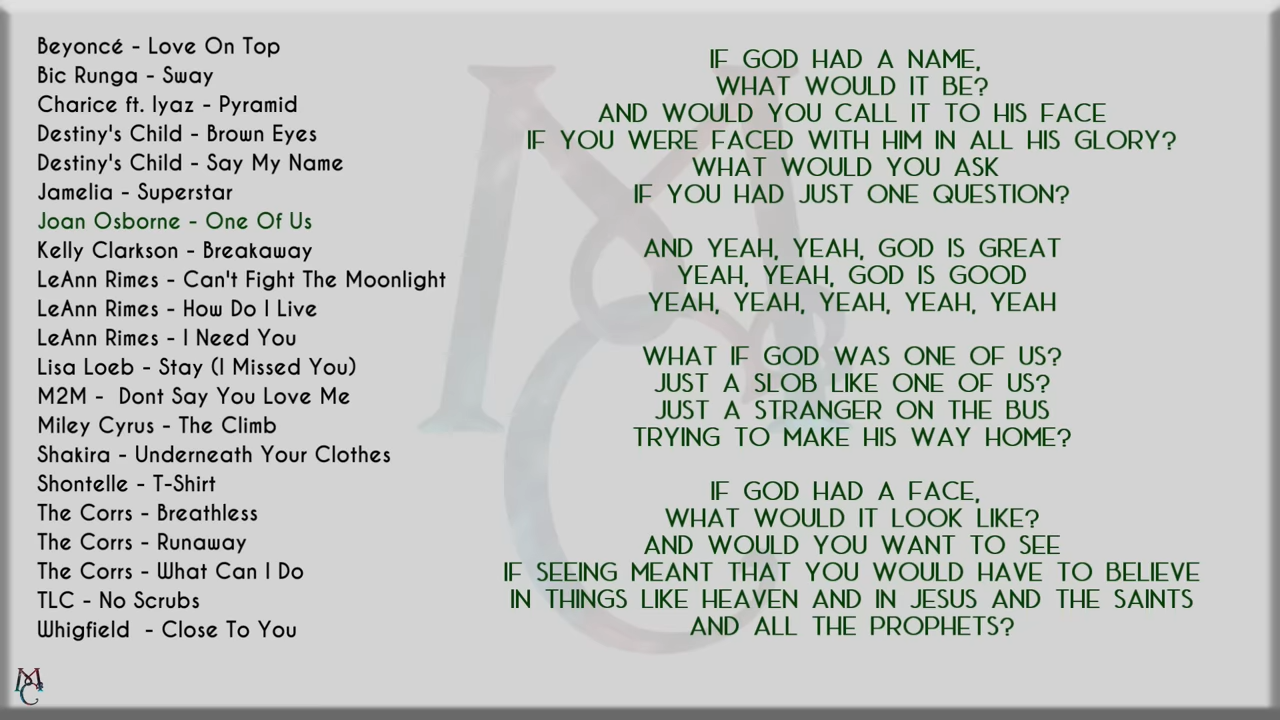 Beyoncé - Love On Top
Bic Runga - Sway
Charice ft. Iyaz - Pyramid
Destiny's Child - Brown Eyes
Destiny's Child - Say My Name
Jamelia - Superstar
Joan Osborne - One Of Us
Kelly Clarkson - Breakaway
LeAnn Rimes - Can't Fight The Moonlight
LeAnn Rimes - How Do I Live
LeAnn Rimes - I Need You
Lisa Loeb - Stay (I Missed You)
M2M -  Dont Say You Love Me
Miley Cyrus - The Climb
Shakira - Underneath Your Clothes
Shontelle - T-Shirt
The Corrs - Breathless
The Corrs - Runaway
The Corrs - What Can I Do
TLC - No Scrubs
Whigfield  - Close To You
IF GOD HAD A NAME,
WHAT WOULD IT BE?
AND WOULD YOU CALL IT TO HIS FACE
IF YOU WERE FACED WITH HIM IN ALL HIS GLORY?
WHAT WOULD YOU ASK
IF YOU HAD JUST ONE QUESTION?
AND YEAH, YEAH, GOD IS GREAT
YEAH, YEAH, GOD IS GOOD
YEAH, YEAH, YEAH, YEAH, YEAH
WHAT IF GOD WAS ONE OF US?
JUST A SLOB LIKE ONE OF US?
JUST A STRANGER ON THE BUS
TRYING TO MAKE HIS WAY HOME?
IF GOD HAD A FACE,
WHAT WOULD IT LOOK LIKE?
AND WOULD YOU WANT TO SEE
IF SEEING MEANT THAT YOU WOULD HAVE TO BELIEVE
IN THINGS LIKE HEAVEN AND IN JESUS AND THE SAINTS
AND ALL THE PROPHETS?